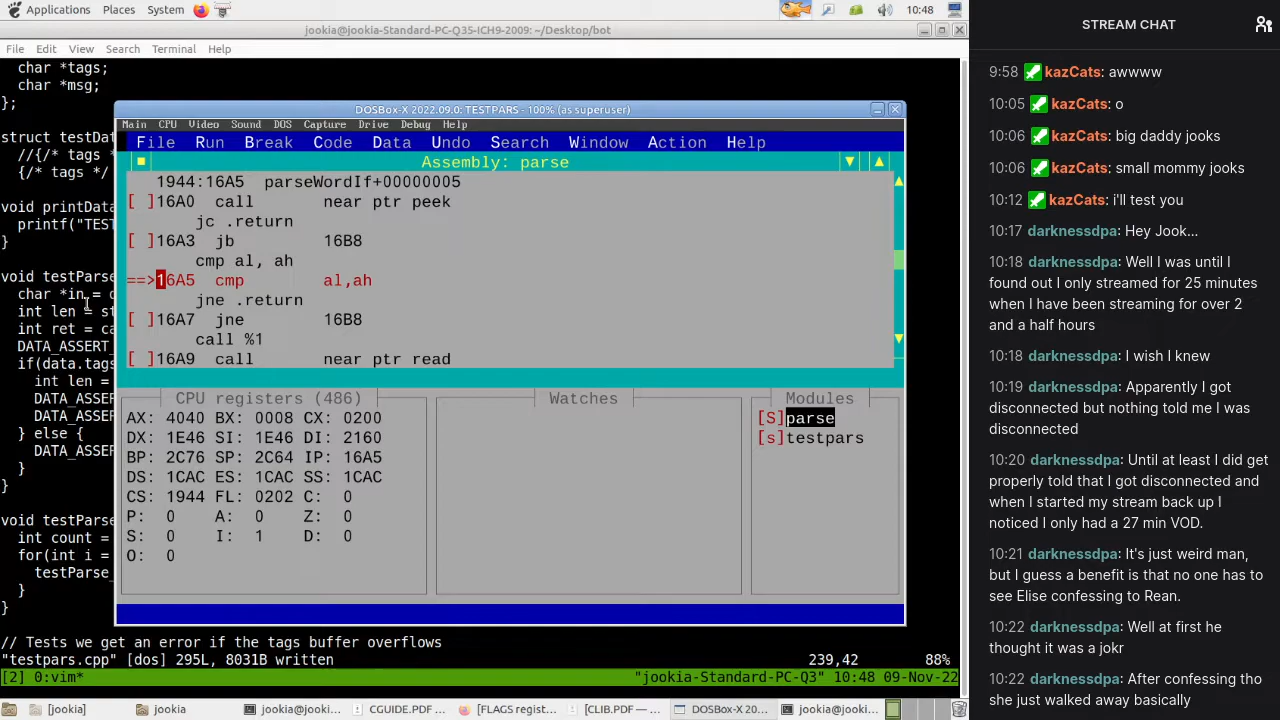 Applications Places System 10:48
jookia@jookia-Standard-PC-Q35-ICH9-2009: ~/Desktop/bot
File Edit View Search Terminal Help
char *tags;
char *msg;
};
struct testDat
//{/* tags *
{/* tags */
void printData
printf("TEST
}
void testParse
char *in = c
int len = st
int ret = ca
DATA_ASSERT_
if(data.tags
int len =
DATA_ASSER
DATA_ASSER
} else {
DATA_ASSER
}
}
void testParse
int count =
for(int i =
testParse_
}
}
// Tests we get an error if the tags buffer overflows
"testpars.cpp" [dos] 295L, 8031B written 239,42 88%
[2] 0:vim* "jookia-Standard-PC-Q3" 10:48 09-Nov-22
DOSBox-X 2022.09.0: TESTPARS - 100% (as superuser)
Main CPU Video Sound DOS Capture Drive Debug Help
File Run Break Code Data Undo Search Window Action Help
Assembly: parse
1944:16A5 parseWordIf+00000005
[ ]16A0 call near ptr peek
jc .return
[ ]16A3 jb 16B8
cmp al, ah
==>16A5 cmp al,ah
jne .return
[ ]16A7 jne 16B8
call %1
[ ]16A9 call near ptr read
CPU registers (486)
AX: 4040 BX: 0008 CX: 0200
DX: 1E46 SI: 1E46 DI: 2160
BP: 2C76 SP: 2C64 IP: 16A5
DS: 1CAC ES: 1CAC SS: 1CAC
CS: 1944 FL: 0202 C: 0
P: 0 A: 0 Z: 0
S: 0 I: 1 D: 0
O: 0
Watches
Modules
[S]parse
[s]testpars
[jookia] jookia jookia@jooki... CGUIDE.PDF ... [FLAGS regist... [CLIB.PDF —... DOSBox-X 20... jookia@jooki...
STREAM CHAT
9:58 kazCats: awwww
10:05 kazCats: o
10:06 kazCats: big daddy jooks
10:06 kazCats: small mommy jooks
10:12 kazCats: i'll test you
10:17 darknessdpa: Hey Jook...
10:18 darknessdpa: Well I was until I
found out I only streamed for 25 minutes
when I have been streaming for over 2
and a half hours
10:18 darknessdpa: I wish I knew
10:19 darknessdpa: Apparently I got
disconnected but nothing told me I was
disconnected
10:20 darknessdpa: Until at least I did get
properly told that I got disconnected and
when I started my stream back up I
noticed I only had a 27 min VOD.
10:21 darknessdpa: It's just weird man,
but I guess a benefit is that no one has to
see Elise confessing to Rean.
10:22 darknessdpa: Well at first he
thought it was a jokr
10:22 darknessdpa: After confessing tho
she just walked away basically